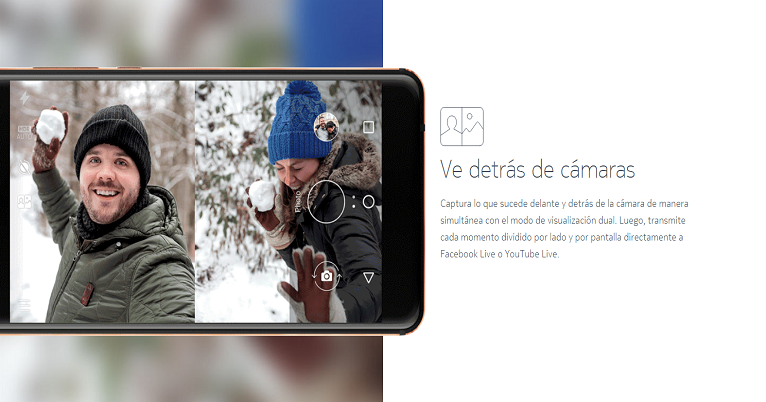 AUTO
Photo
Ve detrás de cámaras
Captura lo que sucede delante y detrás de la cámara de manera
simultánea con el modo de visualización dual. Luego, transmite
cada momento dividido por lado y por pantalla directamente a
Facebook Live o YouTube Live.